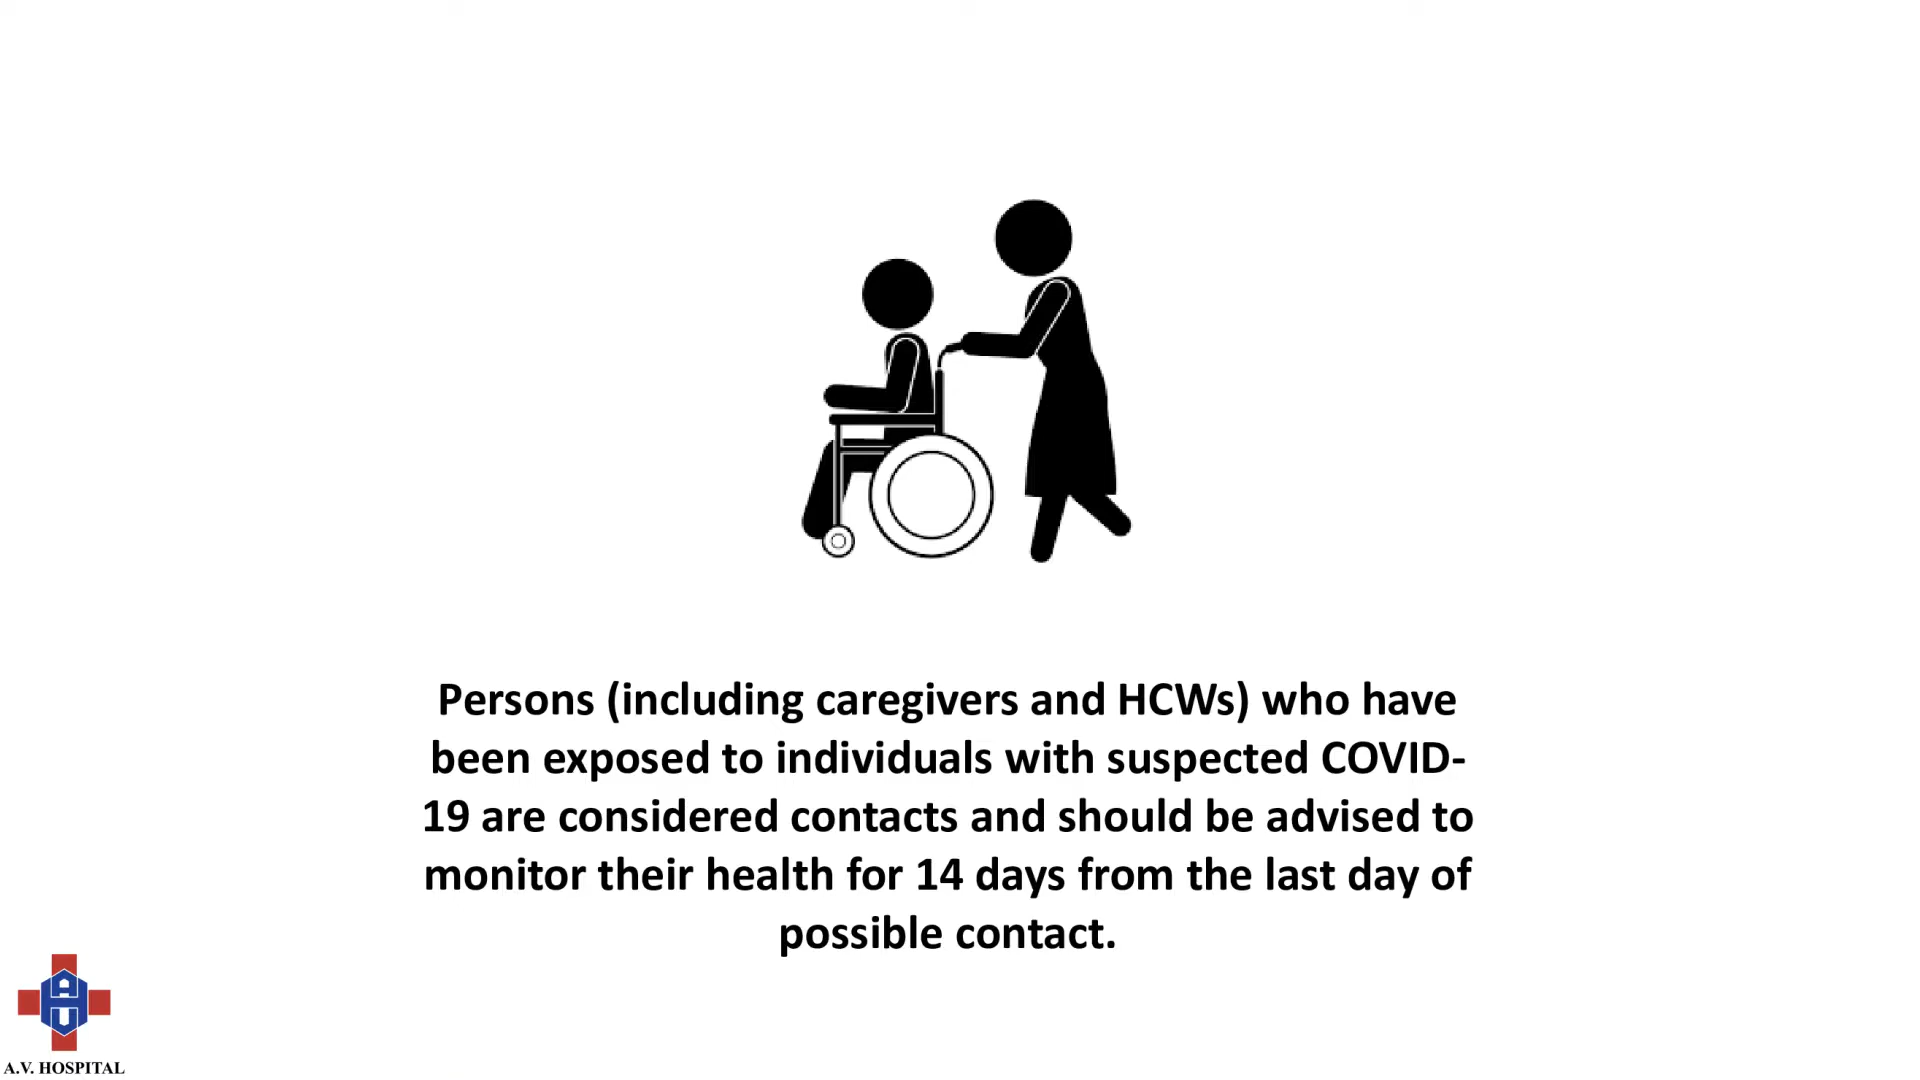 Persons (including caregivers and HCWs) who have
been exposed to individuals with suspected COVID-
19 are considered contacts and should be advised to
monitor their health for 14 days from the last day of
possible contact.
A.V. HOSPITAL